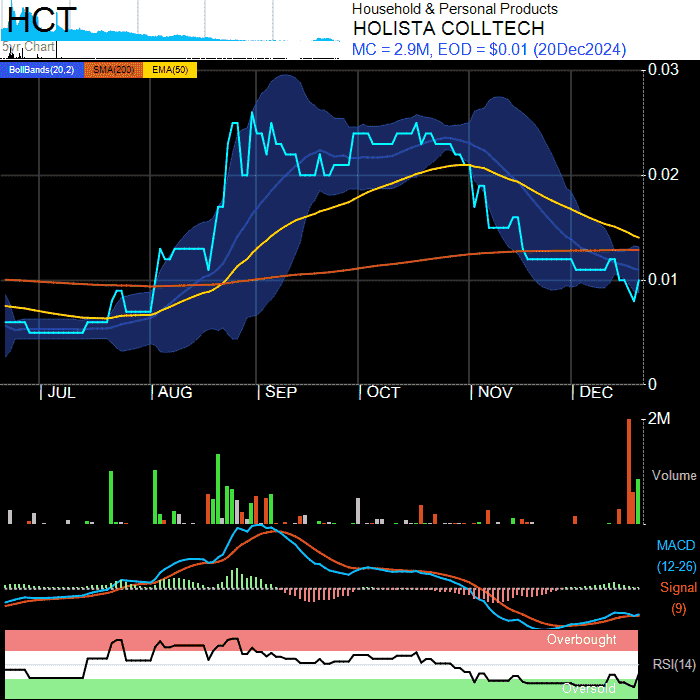 HCT
5yr Chart
Household & Personal Products
HOLISTA COLLTECH
MC = 2.9M, EOD = $0.01 (20Dec2024)
BollBands(20,2) SMA(200) EMA(50)
0.03
0.02
0.01
0
JUL AUG SEP OCT NOV DEC
2M
Volume
MACD
(12-26)
Signal
(9)
Overbought
RSI(14)
Oversold